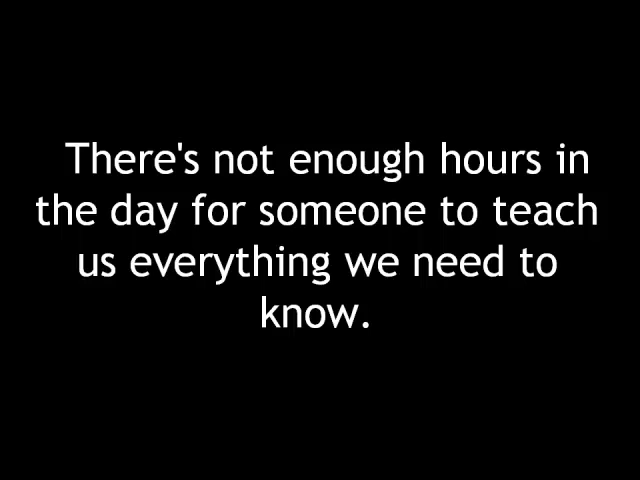 There's not enough hours in
the day for someone to teach
us everything we need to
know.